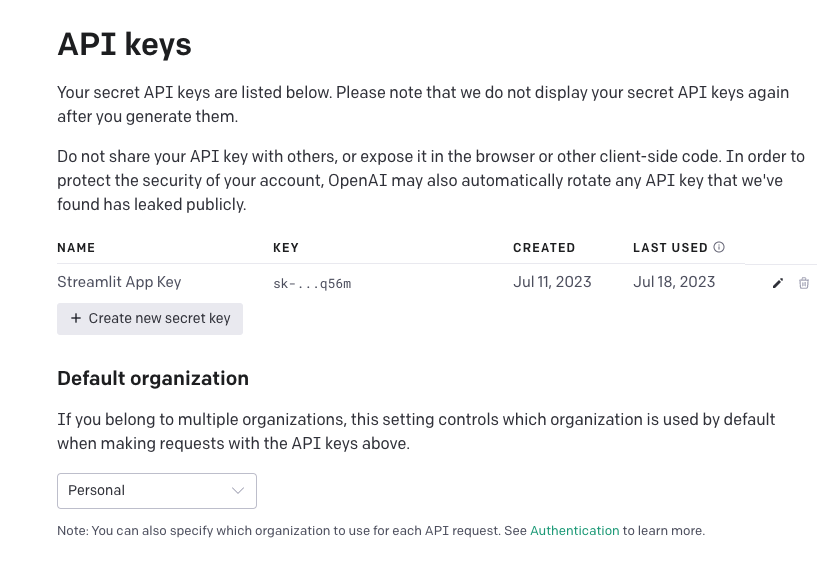 API keys
Your secret API keys are listed below. Please note that we do not display your secret API keys again
after you generate them.
Do not share your API key with others, or expose it in the browser or other client-side code. In order to
protect the security of your account, OpenAI may also automatically rotate any API key that we've
found has leaked publicly.
NAME KEY CREATED LAST USED
Streamlit App Key sk-...q56m Jul 11, 2023 Jul 18, 2023
+ Create new secret key
Default organization
If you belong to multiple organizations, this setting controls which organization is used by default
when making requests with the API keys above.
Personal
Note: You can also specify which organization to use for each API request. See Authentication to learn more.